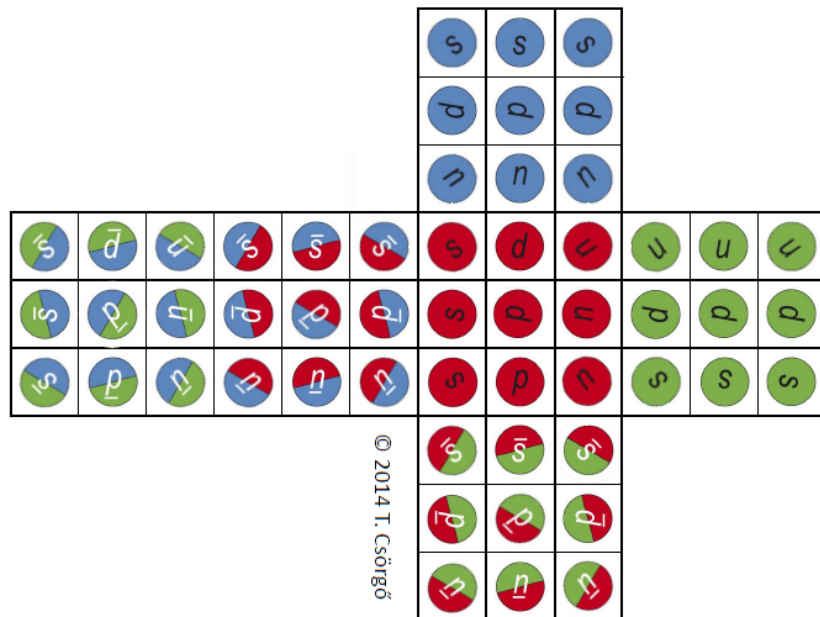 s s s
d d d
u u u
s̄ d̄ ū s̄ s̄ s̄ s d u u u u
s̄ d̄ ū d̄ d̄ d̄ s d u d d d
s̄ d̄ ū ū ū ū s d u s s s
s̄ s̄ s̄
d̄ d̄ d̄
ū ū ū
© 2014 T. Csörgő